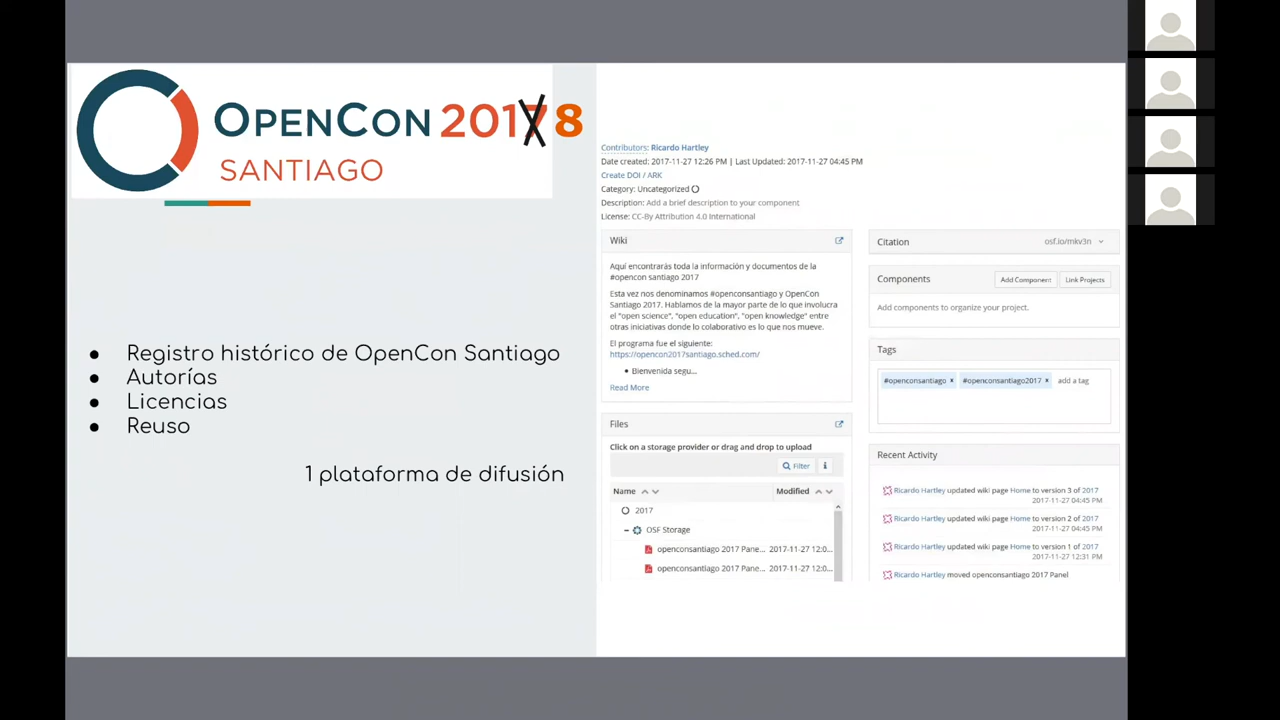 OPENCON 2017 8
SANTIAGO
Registro histórico de OpenCon Santiago
Autorías
Licencias
Reuso
1 plataforma de difusión
Contributors: Ricardo Hartley
Date created: 2017-11-27 12:26 PM | Last Updated: 2017-11-27 04:45 PM
Create DOI / ARK
Category: Uncategorized
Description: Add a brief description to your component
License: CC-By Attribution 4.0 International
Wiki
Aquí encontrarás toda la información y documentos de la
#opencon santiago 2017
Esta vez nos denominamos #openconsantiago y OpenCon
Santiago 2017. Hablamos de la mayor parte de lo que involucra
el "open science", "open education", "open knowledge" entre
otras iniciativas donde lo colaborativo es lo que nos mueve.
El programa fue el siguiente:
https://opencon2017santiago.sched.com/
• Bienvenida segu...
Read More
Files
Click on a storage provider or drag and drop to upload
Filter
Name Modified
2017
OSF Storage
openconsantiago 2017 Pane... 2017-11-27 12:0...
openconsantiago 2017 Pane... 2017-11-27 12:0...
Citation osf.io/mkv3n
Components Add Component Link Projects
Add components to organize your project.
Tags
#openconsantiago × #openconsantiago2017 × add a tag
Recent Activity
Ricardo Hartley updated wiki page Home to version 3 of 2017
2017-11-27 04:45 PM
Ricardo Hartley updated wiki page Home to version 2 of 2017
2017-11-27 04:45 PM
Ricardo Hartley updated wiki page Home to version 1 of 2017
2017-11-27 12:31 PM
Ricardo Hartley moved openconsantiago 2017 Panel